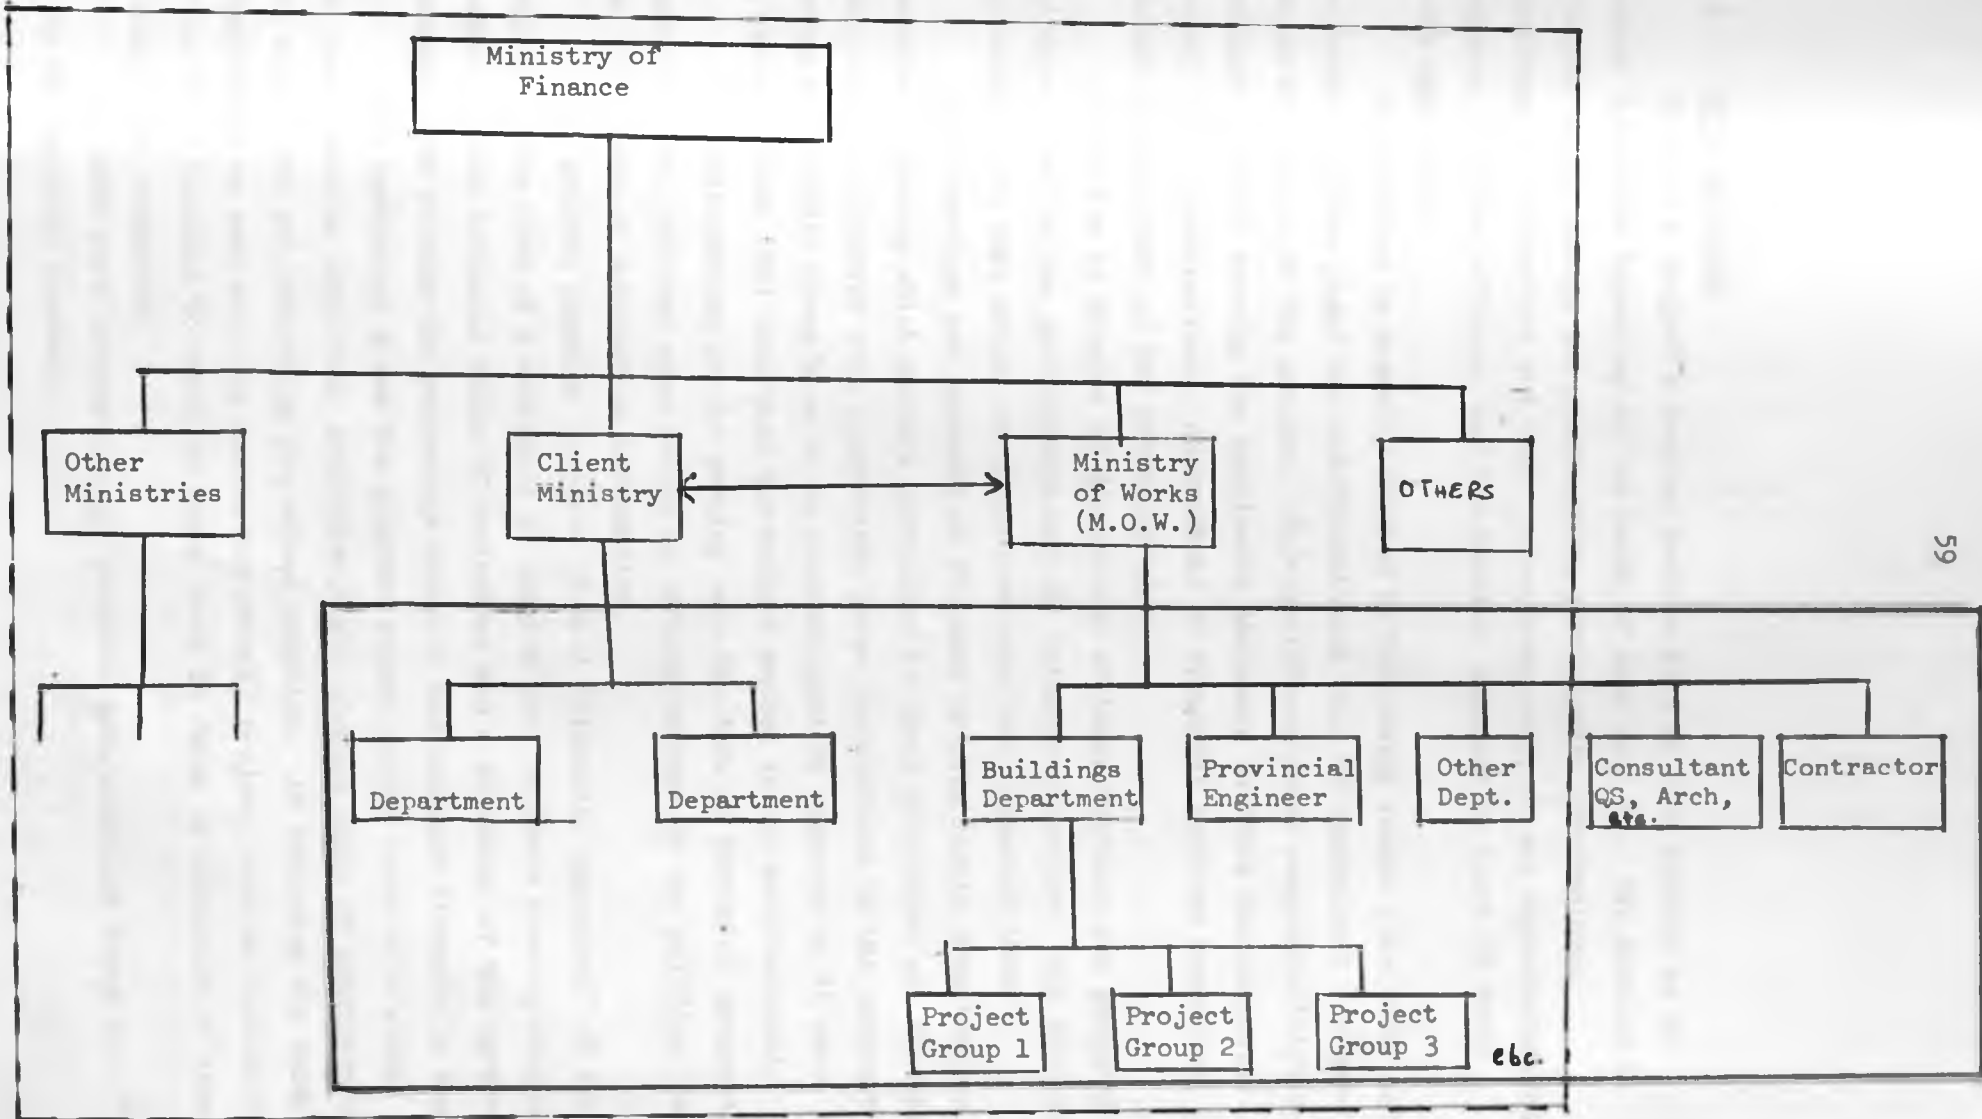 Ministry of
Finance
Other
Ministries
Client
Ministry
Ministry
of Works
(M.O.W.)
OTHERS
59
Department
Department
Buildings
Department
Provincial
Engineer
Other
Dept.
Consultant
QS, Arch,
etc.
Contractor
Project
Group 1
Project
Group 2
Project
Group 3
etc.